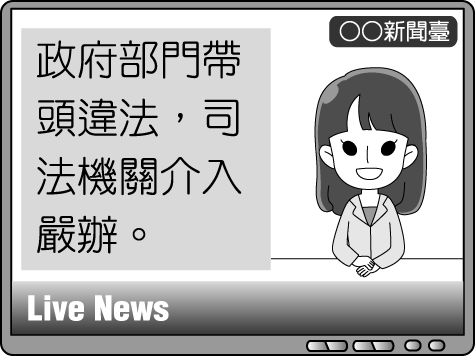 〇〇新聞臺
政府部門帶
頭違法，司
法機關介入
嚴辦。
Live News